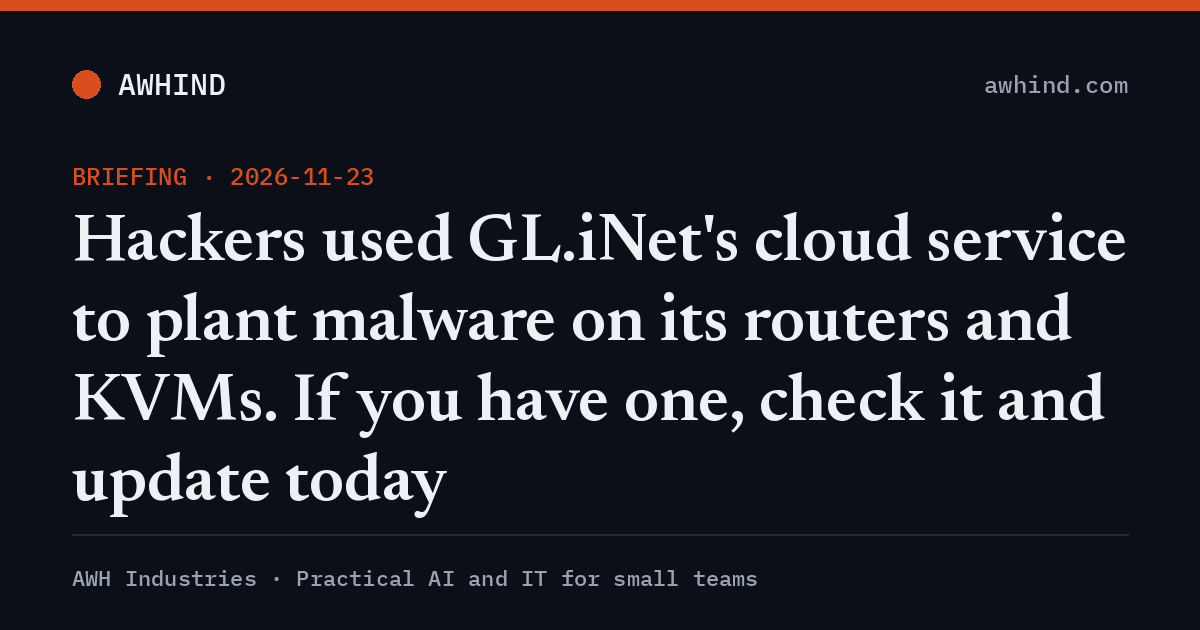 AWHIND
awhind.com
BRIEFING · 2026-11-23
Hackers used GL.iNet's cloud service
to plant malware on its routers and
KVMs. If you have one, check it and
update today
AWH Industries · Practical AI and IT for small teams